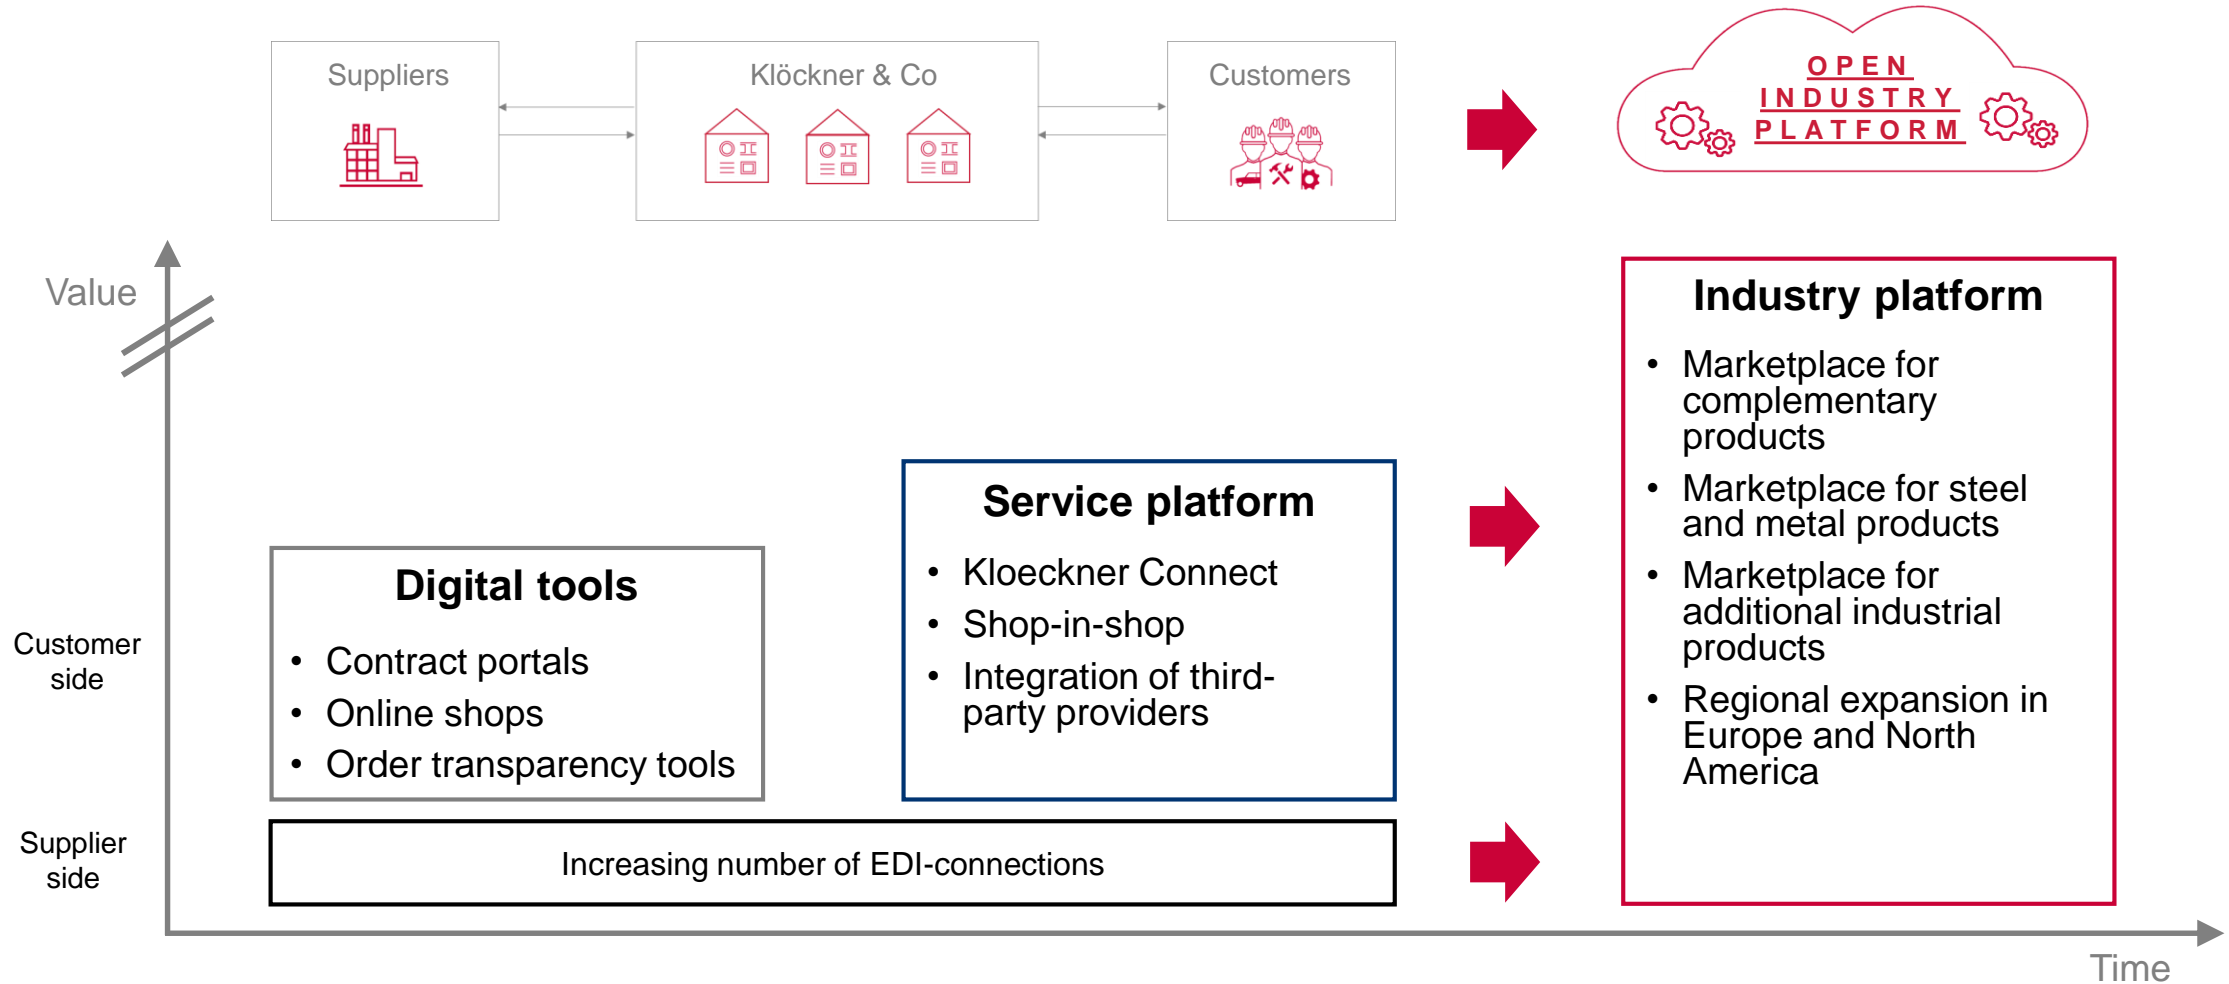 Suppliers
Klöckner & Co
Customers
OPEN
INDUSTRY
PLATFORM
Value
Industry platform
• Marketplace for
complementary
products
• Marketplace for steel
and metal products
• Marketplace for
additional industrial
products
• Regional expansion in
Europe and North
America
Service platform
• Kloeckner Connect
• Shop-in-shop
• Integration of third-
party providers
Digital tools
• Contract portals
• Online shops
• Order transparency tools
Customer
side
Supplier
side
Increasing number of EDI-connections
Time